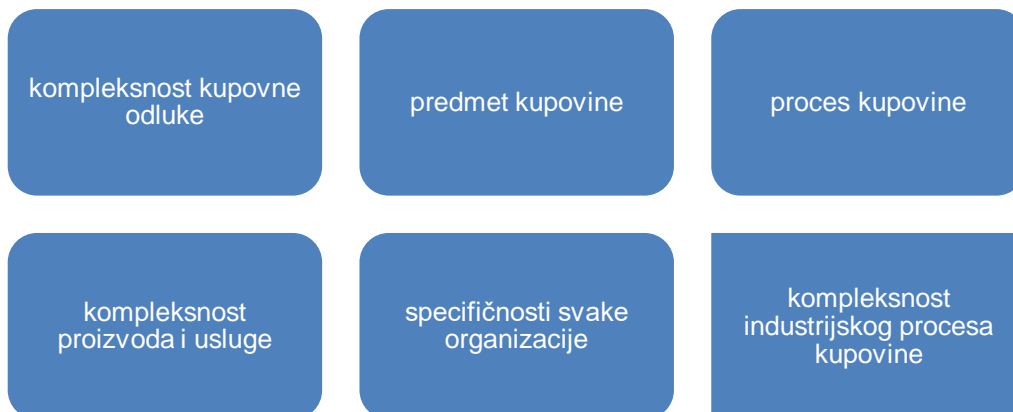 kompleksnost kupovne
odluke
predmet kupovine
proces kupovine
kompleksnost
proizvoda i usluge
specifičnosti svake
organizacije
kompleksnost
industrijskog procesa
kupovine